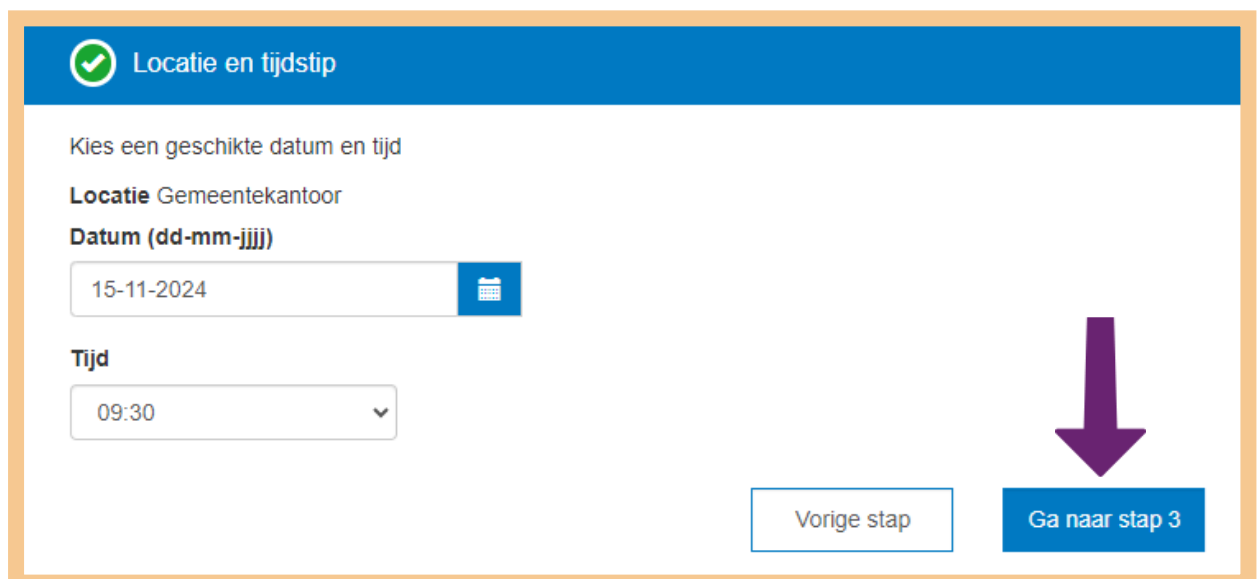 Locatie en tijdstip
Kies een geschikte datum en tijd
Locatie Gemeentekantoor
Datum (dd-mm-jjjj)
15-11-2024
Tijd
09:30
Vorige stap
Ga naar stap 3